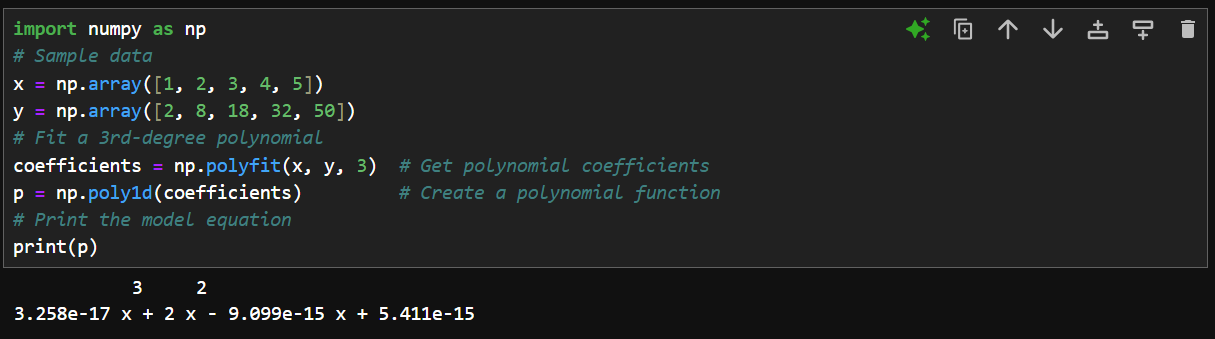 import numpy as np
# Sample data
x = np.array([1, 2, 3, 4, 5])
y = np.array([2, 8, 18, 32, 50])
# Fit a 3rd-degree polynomial
coefficients = np.polyfit(x, y, 3)  # Get polynomial coefficients
p = np.poly1d(coefficients)         # Create a polynomial function
# Print the model equation
print(p)
           3     2
3.258e-17 x + 2 x - 9.099e-15 x + 5.411e-15